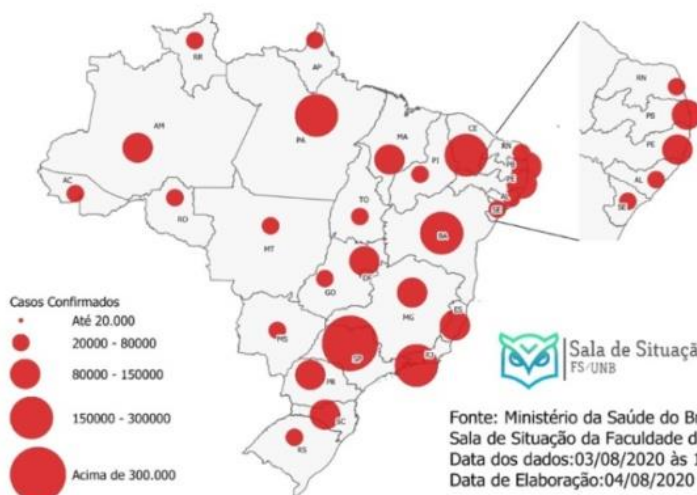 RR
AP
AM
PA
MA
CE
RN
PB
PE
AL
SE
PI
AC
RO
TO
BA
MT
DF
GO
MG
ES
MS
SP
RJ
PR
SC
RS
RN
PB
PE
AL
SE
Casos Confirmados
Até 20.000
20000 - 80000
80000 - 150000
150000 - 300000
Acima de 300.000
Sala de Situaçã
FS/UNB
Fonte: Ministério da Saúde do B
Sala de Situação da Faculdade d
Data dos dados:03/08/2020 às 1
Data de Elaboração:04/08/2020